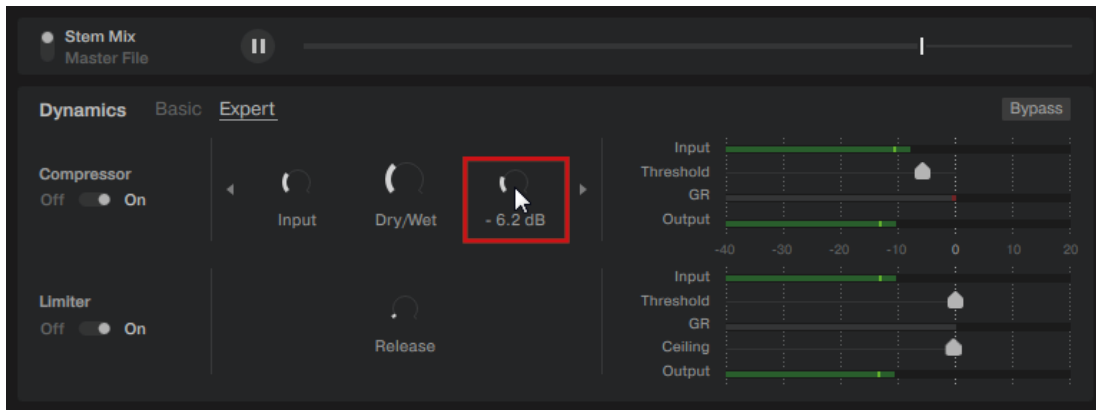 Stem Mix
Master File
Dynamics Basic Expert Bypass
Compressor
Off On
Input Dry/Wet - 6.2 dB
Input
Threshold
GR
Output
-40 -30 -20 -10 0 10 20
Limiter
Off On
Release
Input
Threshold
GR
Ceiling
Output